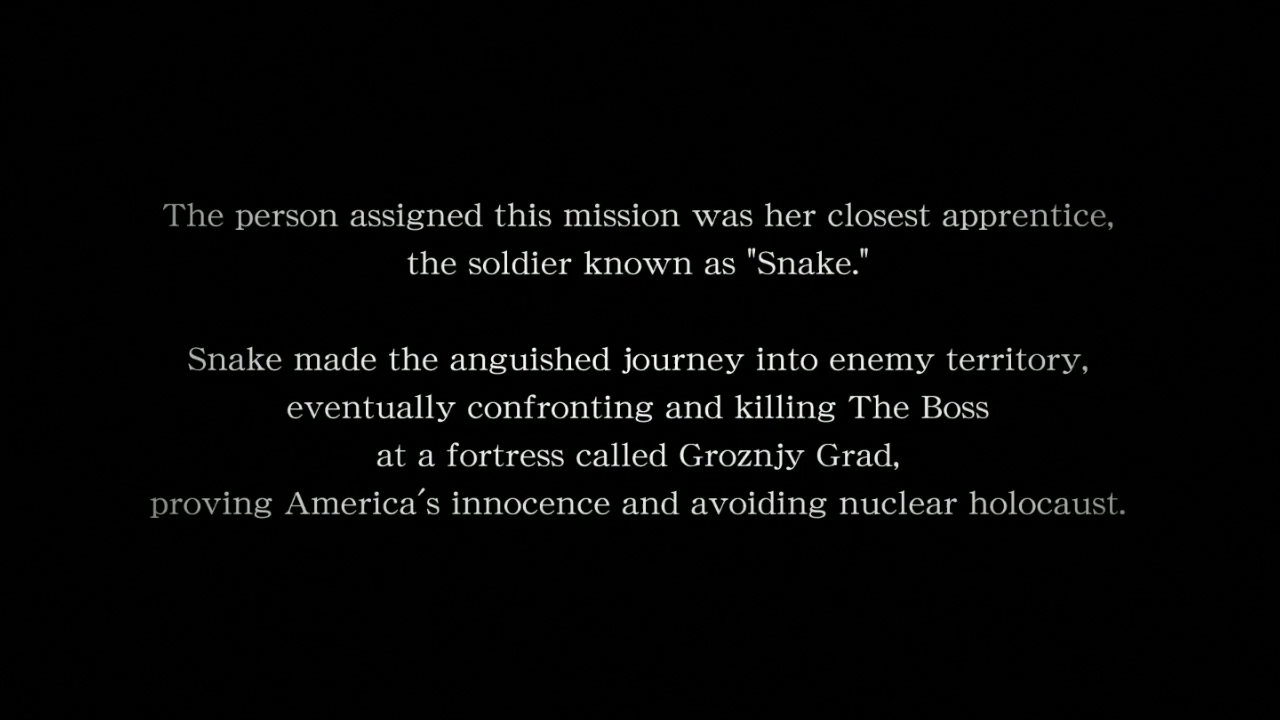 The person assigned this mission was her closest apprentice,
the soldier known as "Snake."
Snake made the anguished journey into enemy territory,
eventually confronting and killing The Boss
at a fortress called Groznjy Grad,
proving America's innocence and avoiding nuclear holocaust.